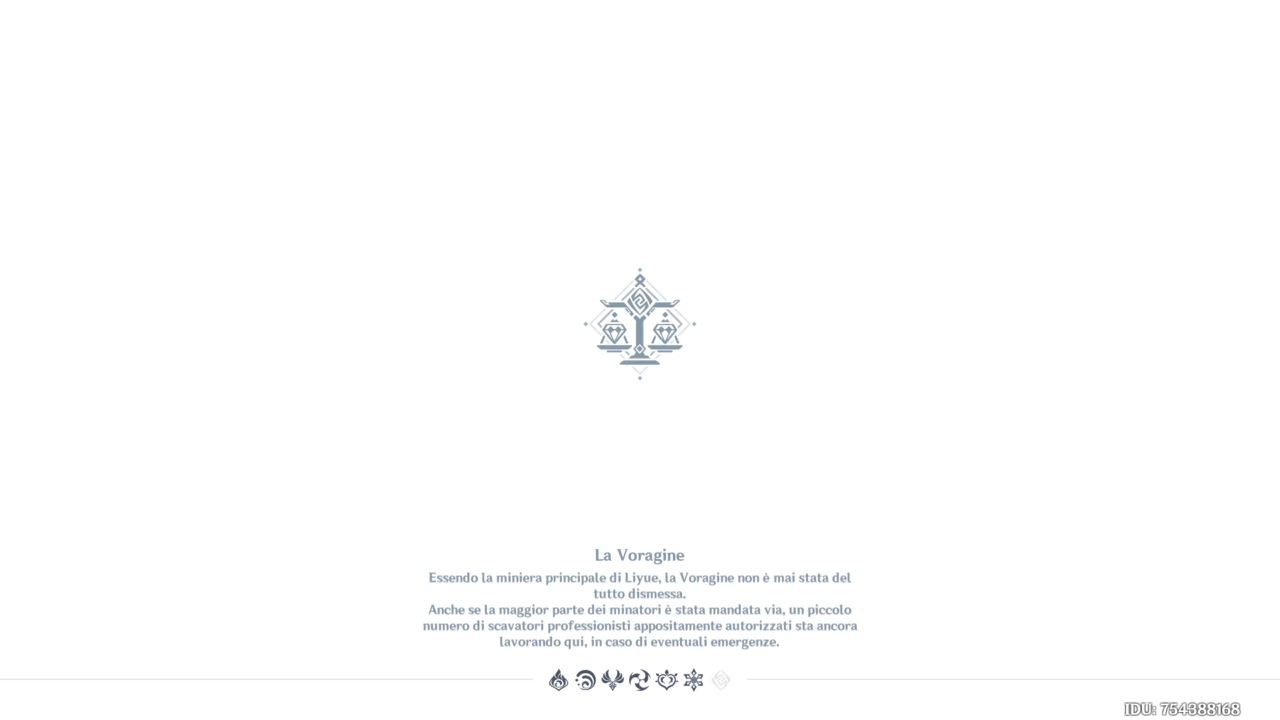 La Voragine
Essendo la miniera principale di Liyue, la Voragine non è mai stata del
tutto dismessa.
Anche se la maggior parte dei minatori è stata mandata via, un piccolo
numero di scavatori professionisti appositamente autorizzati sta ancora
lavorando qui, in caso di eventuali emergenze.
IDU: 754388168